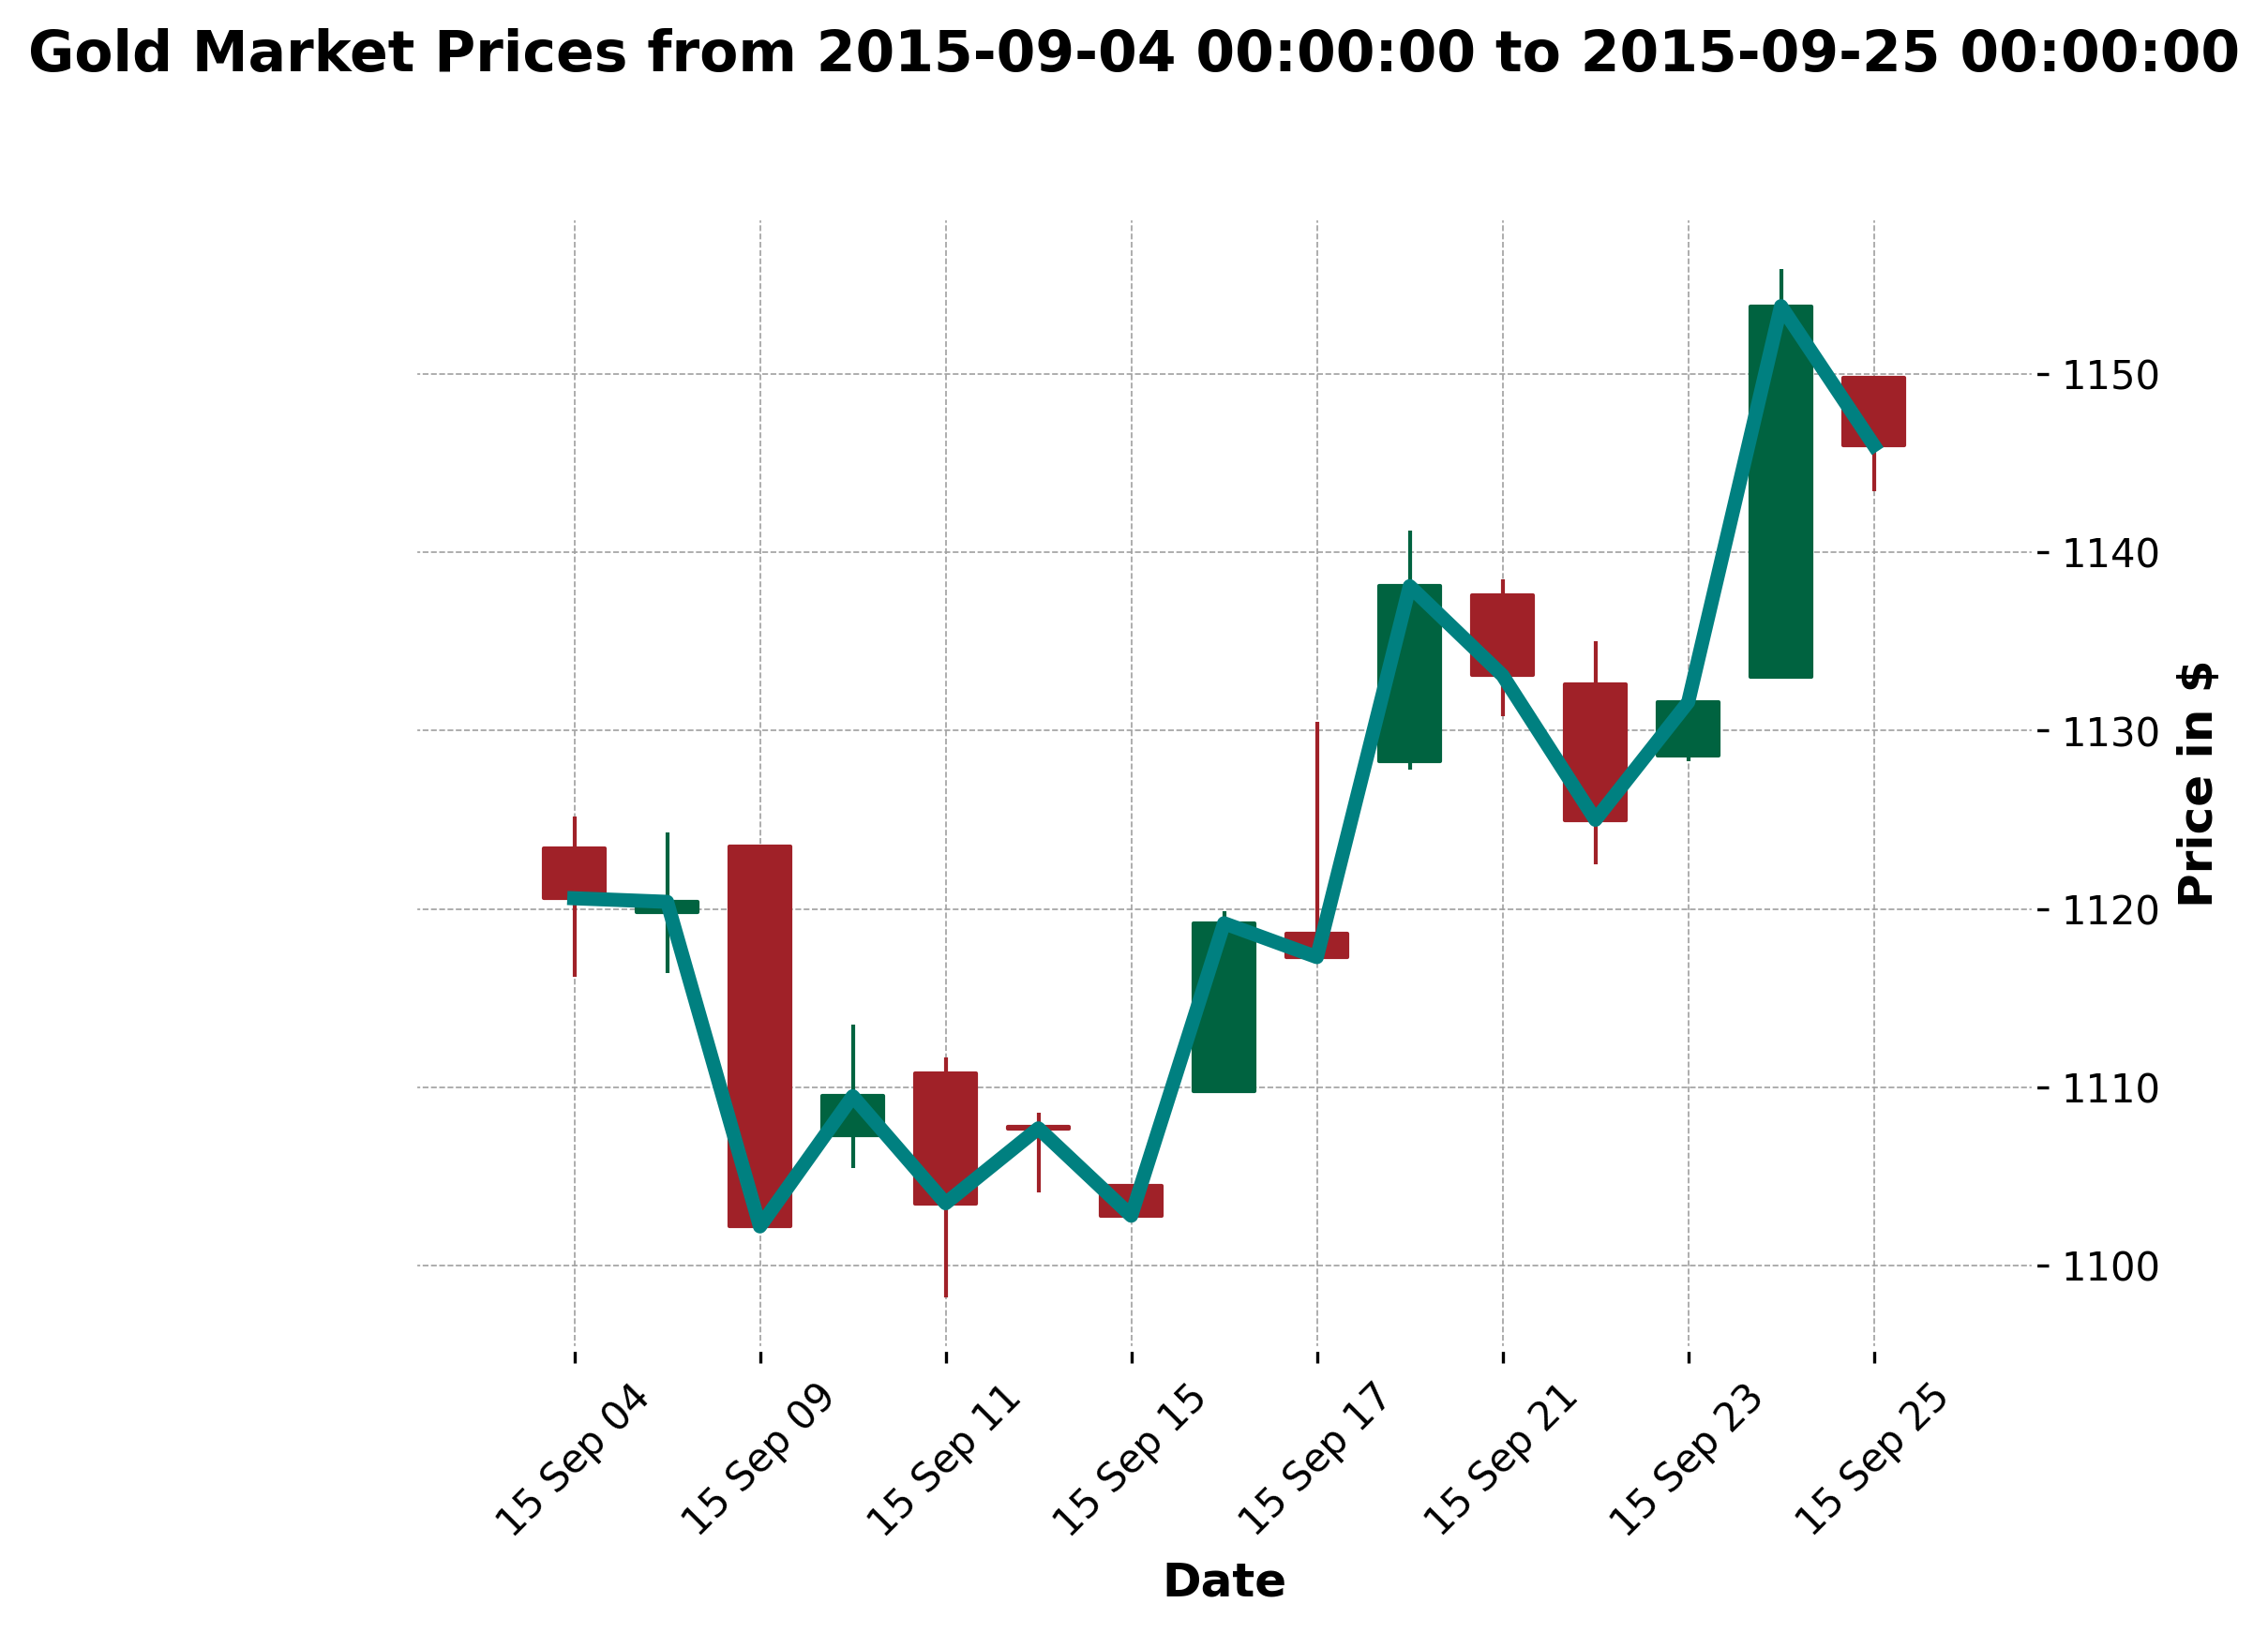 Gold Market Prices from 2015-09-04 00:00:00 to 2015-09-25 00:00:00
1150
1140
1130
1120
1110
1100
Price in $
15 Sep 04
15 Sep 09
15 Sep 11
15 Sep 15
15 Sep 17
15 Sep 21
15 Sep 23
15 Sep 25
Date